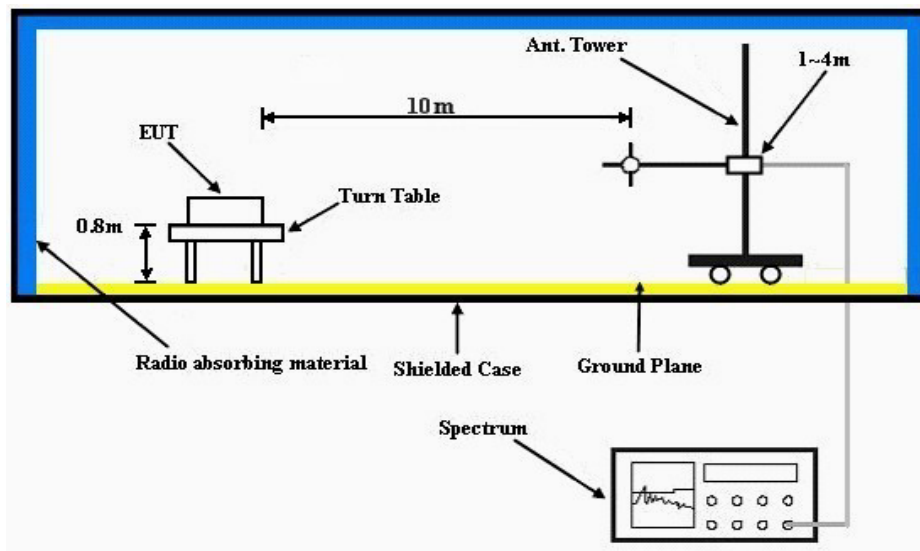 Ant. Tower
1~4m
10m
EUT
Turn Table
0.8m
Radio absorbing material
Shielded Case
Ground Plane
Spectrum